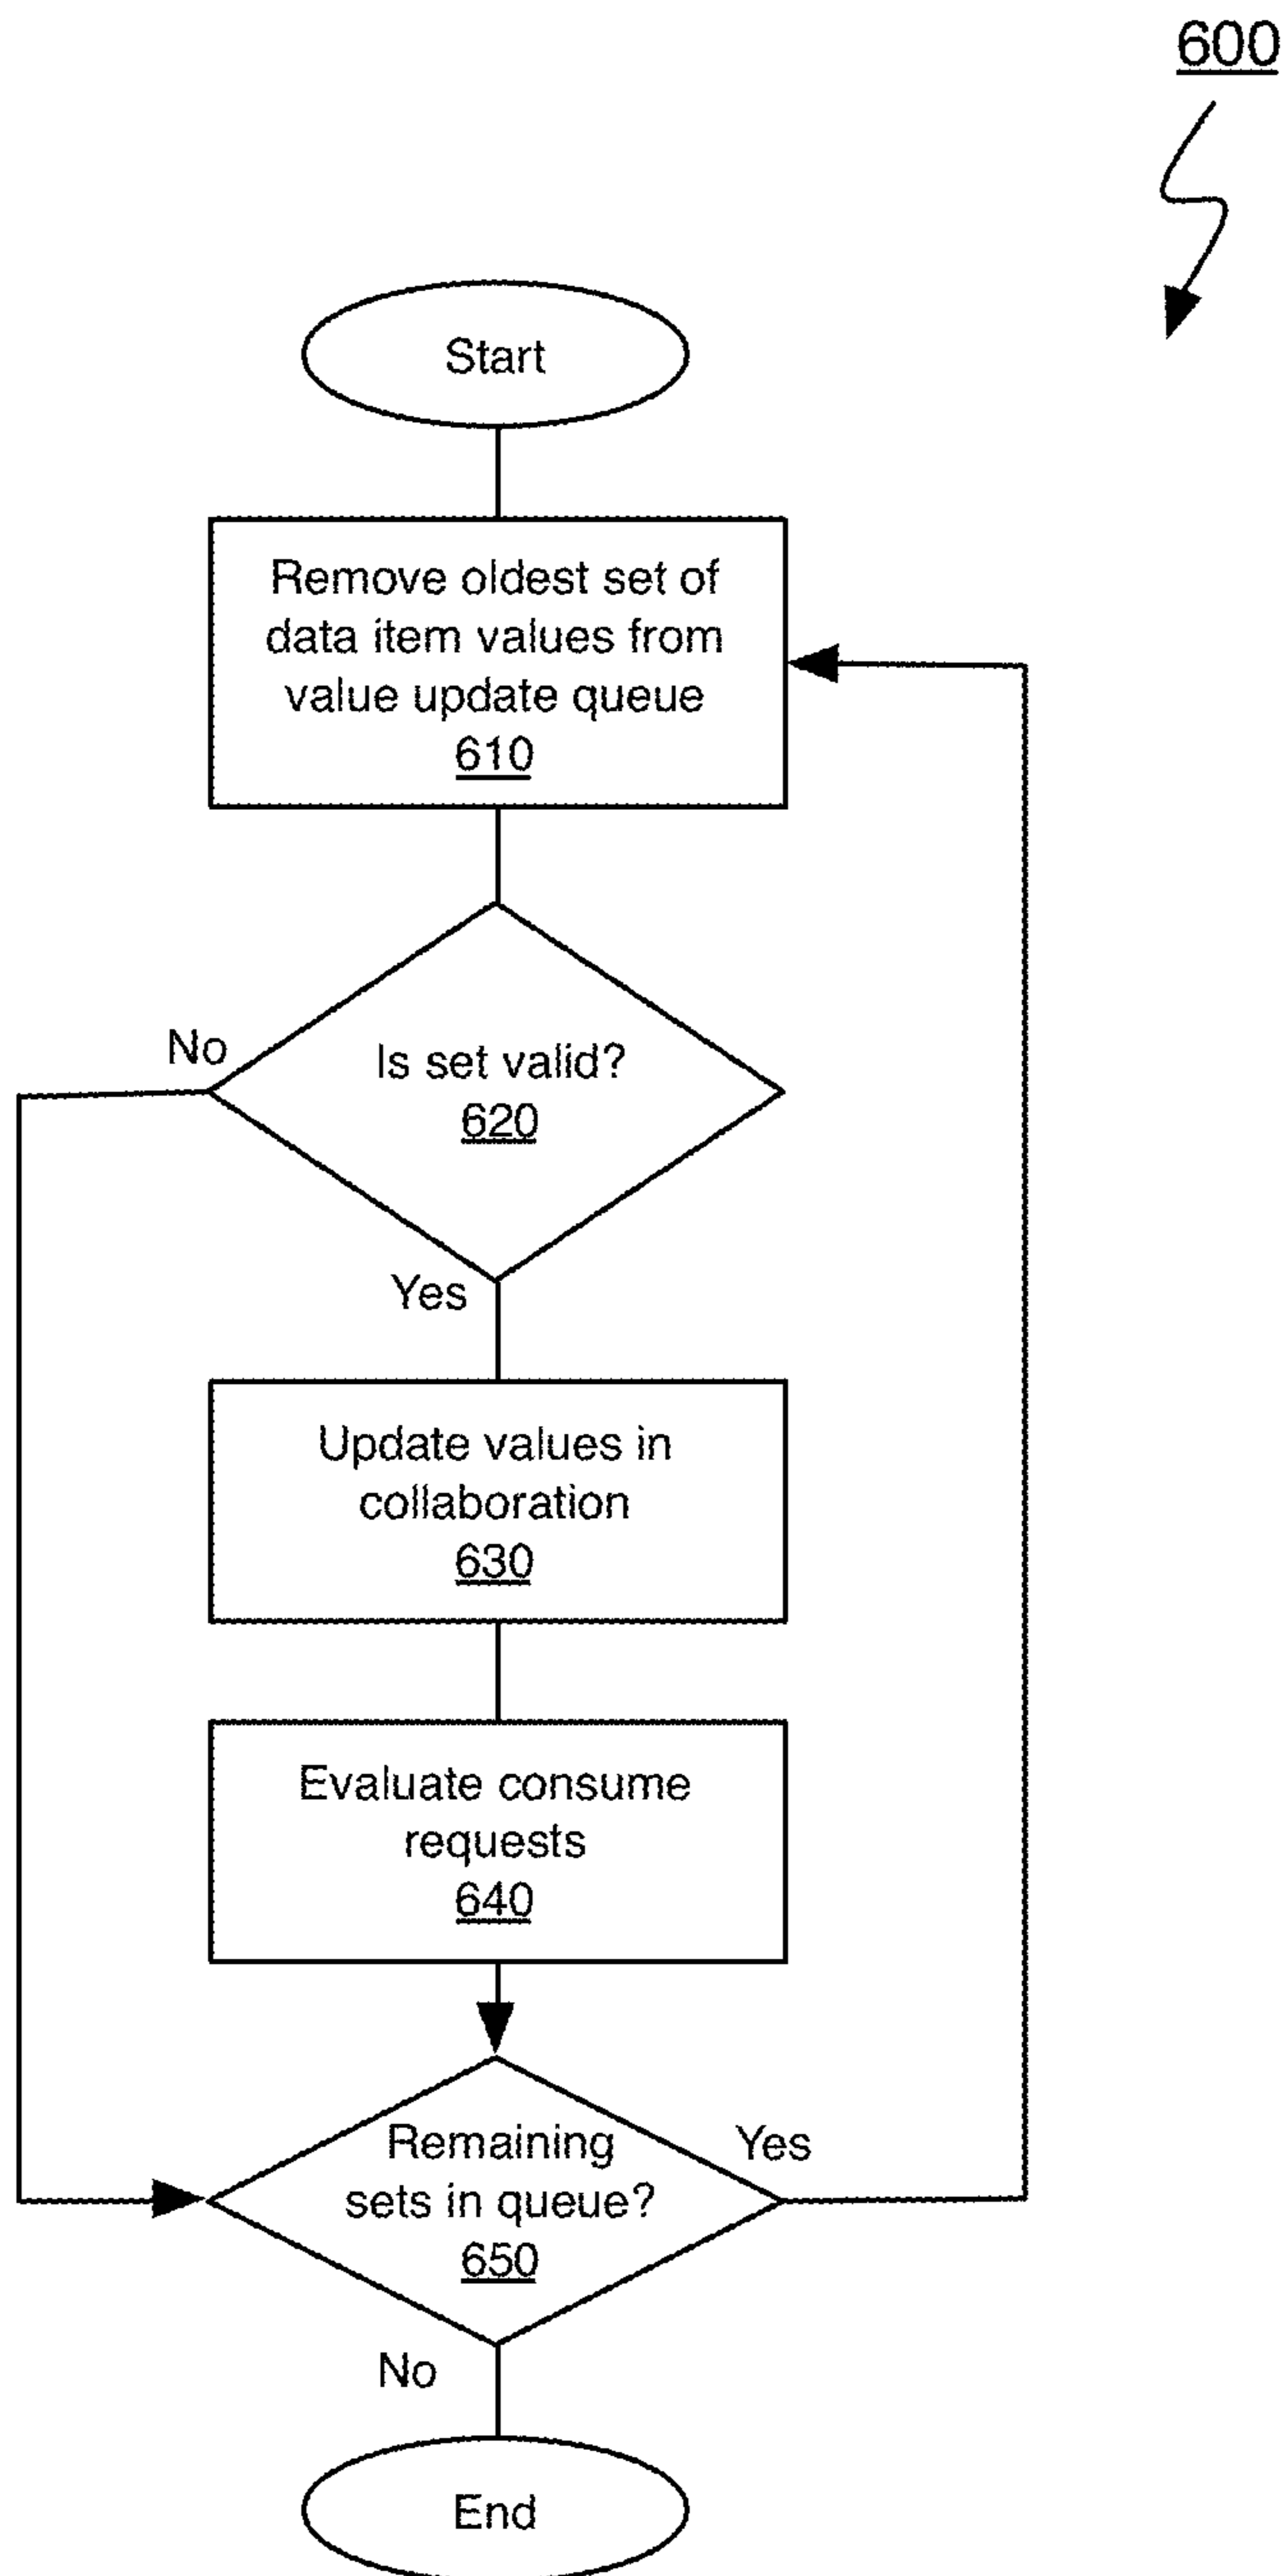 600
Start
Remove oldest set of
data item values from
value update queue
610
No
Is set valid?
620
Yes
Update values in
collaboration
630
Evaluate consume
requests
640
Remaining
Yes
sets in queue?
650
No
End